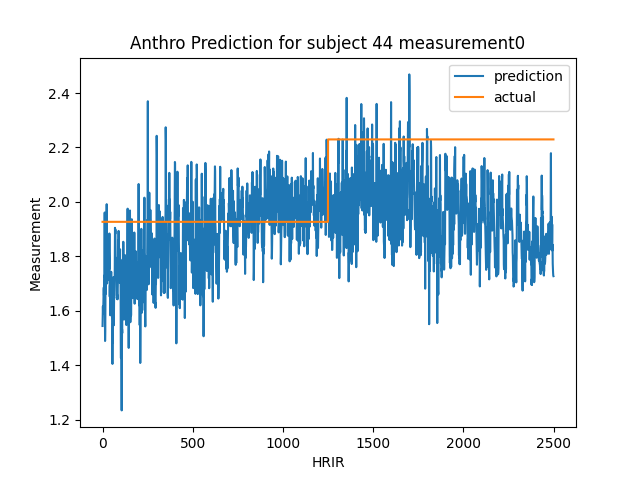 Anthro Prediction for subject 44 measurement0
prediction
actual
Measurement
2.4
2.2
2.0
1.8
1.6
1.4
1.2
0
500
1000
1500
2000
2500
HRIR